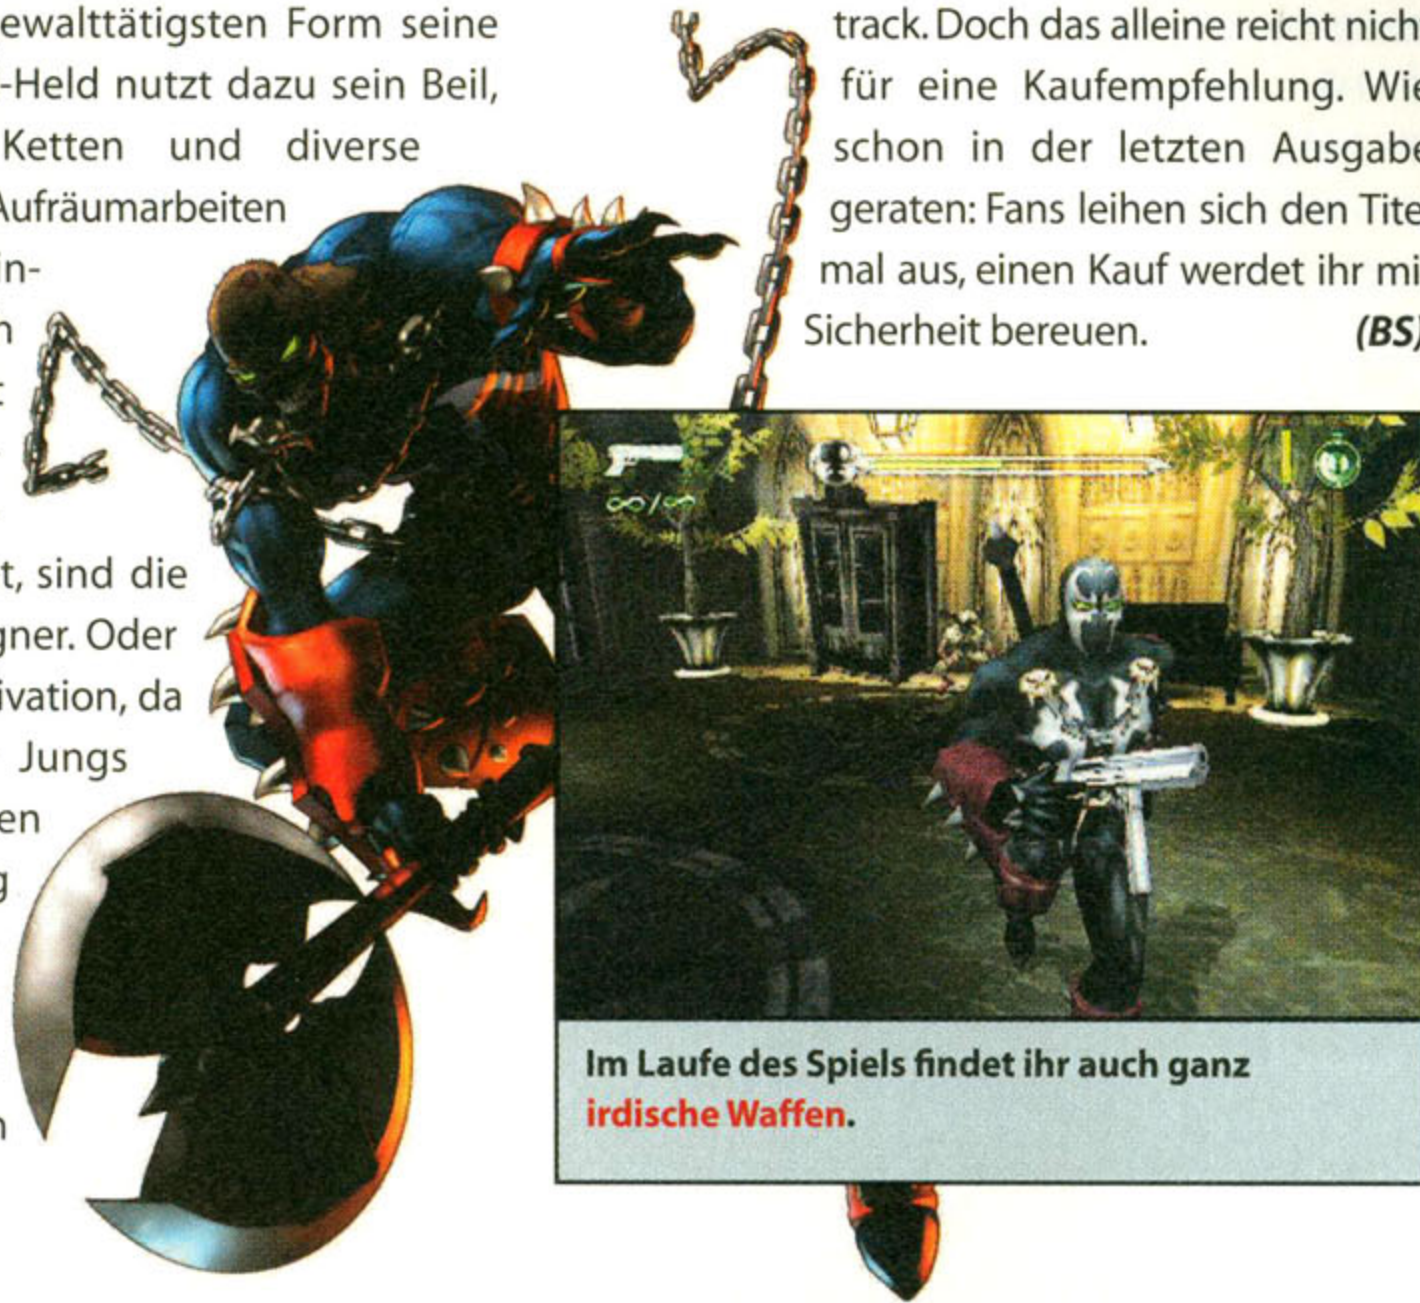 ewalttätigsten Form seine
-Held nutzt dazu sein Beil,
Ketten und diverse
Aufräumarbeiten
in-
n
t
t, sind die
gner. Oder
ivation, da
Jungs
en
g
n
track. Doch das alleine reicht nich
für eine Kaufempfehlung. Wie
schon in der letzten Ausgabe
geraten: Fans leihen sich den Tite
mal aus, einen Kauf werdet ihr mi
Sicherheit bereuen. (BS)
∞/∞
Im Laufe des Spiels findet ihr auch ganz
irdische Waffen.